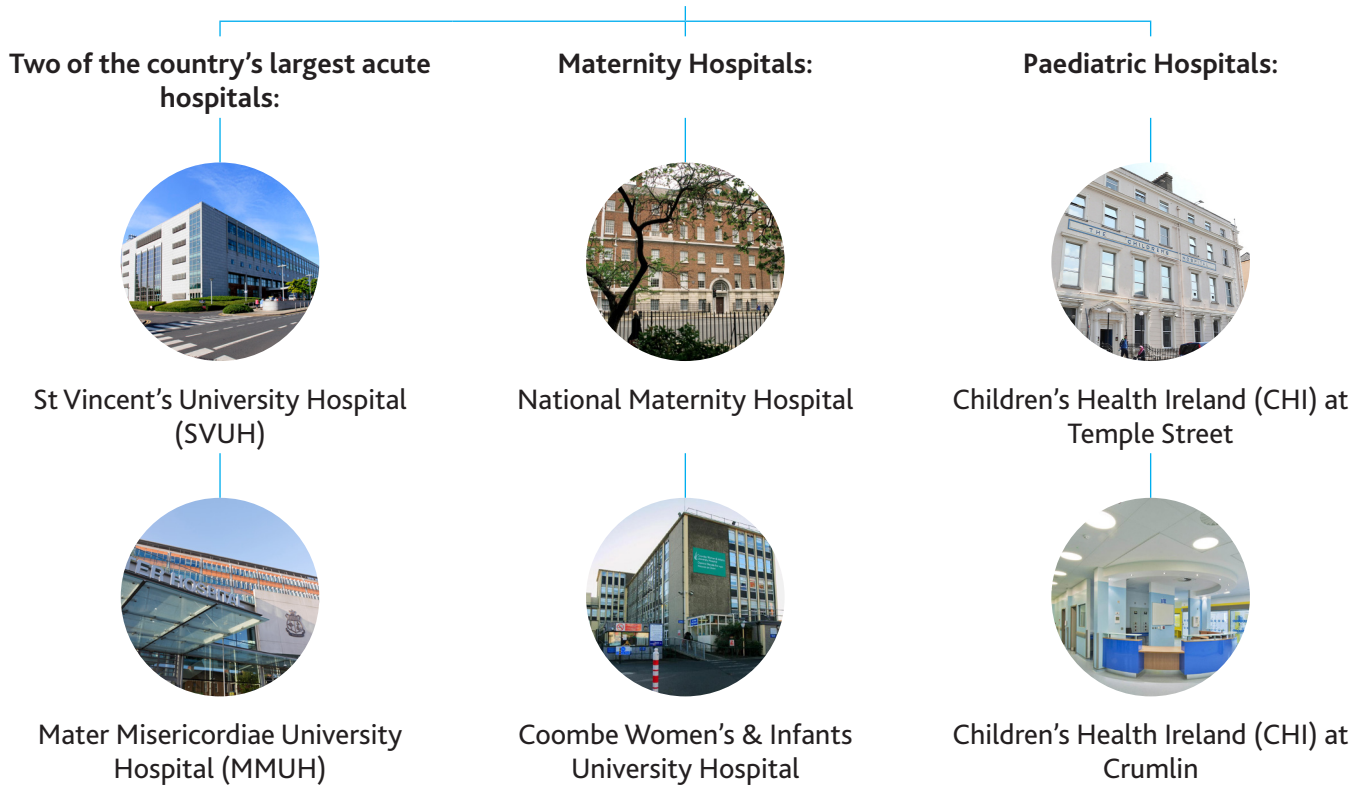 Two of the country's largest acute
hospitals:
Maternity Hospitals:
Paediatric Hospitals:
THE CHILDRENS
St Vincent's University Hospital
(SVUH)
National Maternity Hospital
Children's Health Ireland (CHI) at
Temple Street
HOSPITAL
Mater Misericordiae University
Hospital (MMUH)
Coombe Women's & Infants
University Hospital
Children's Health Ireland (CHI) at
Crumlin